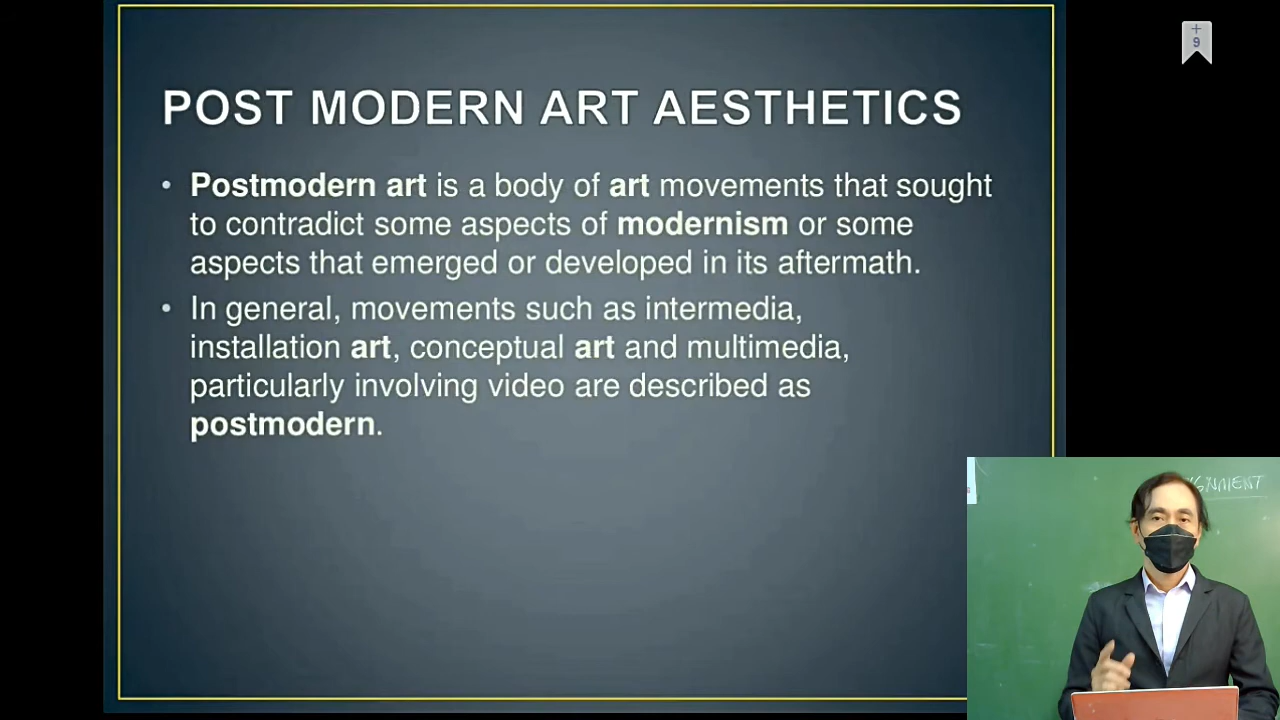 +
9
POST MODERN ART AESTHETICS
• Postmodern art is a body of art movements that sought
to contradict some aspects of modernism or some
aspects that emerged or developed in its aftermath.
• In general, movements such as intermedia,
installation art, conceptual art and multimedia,
particularly involving video are described as
postmodern.